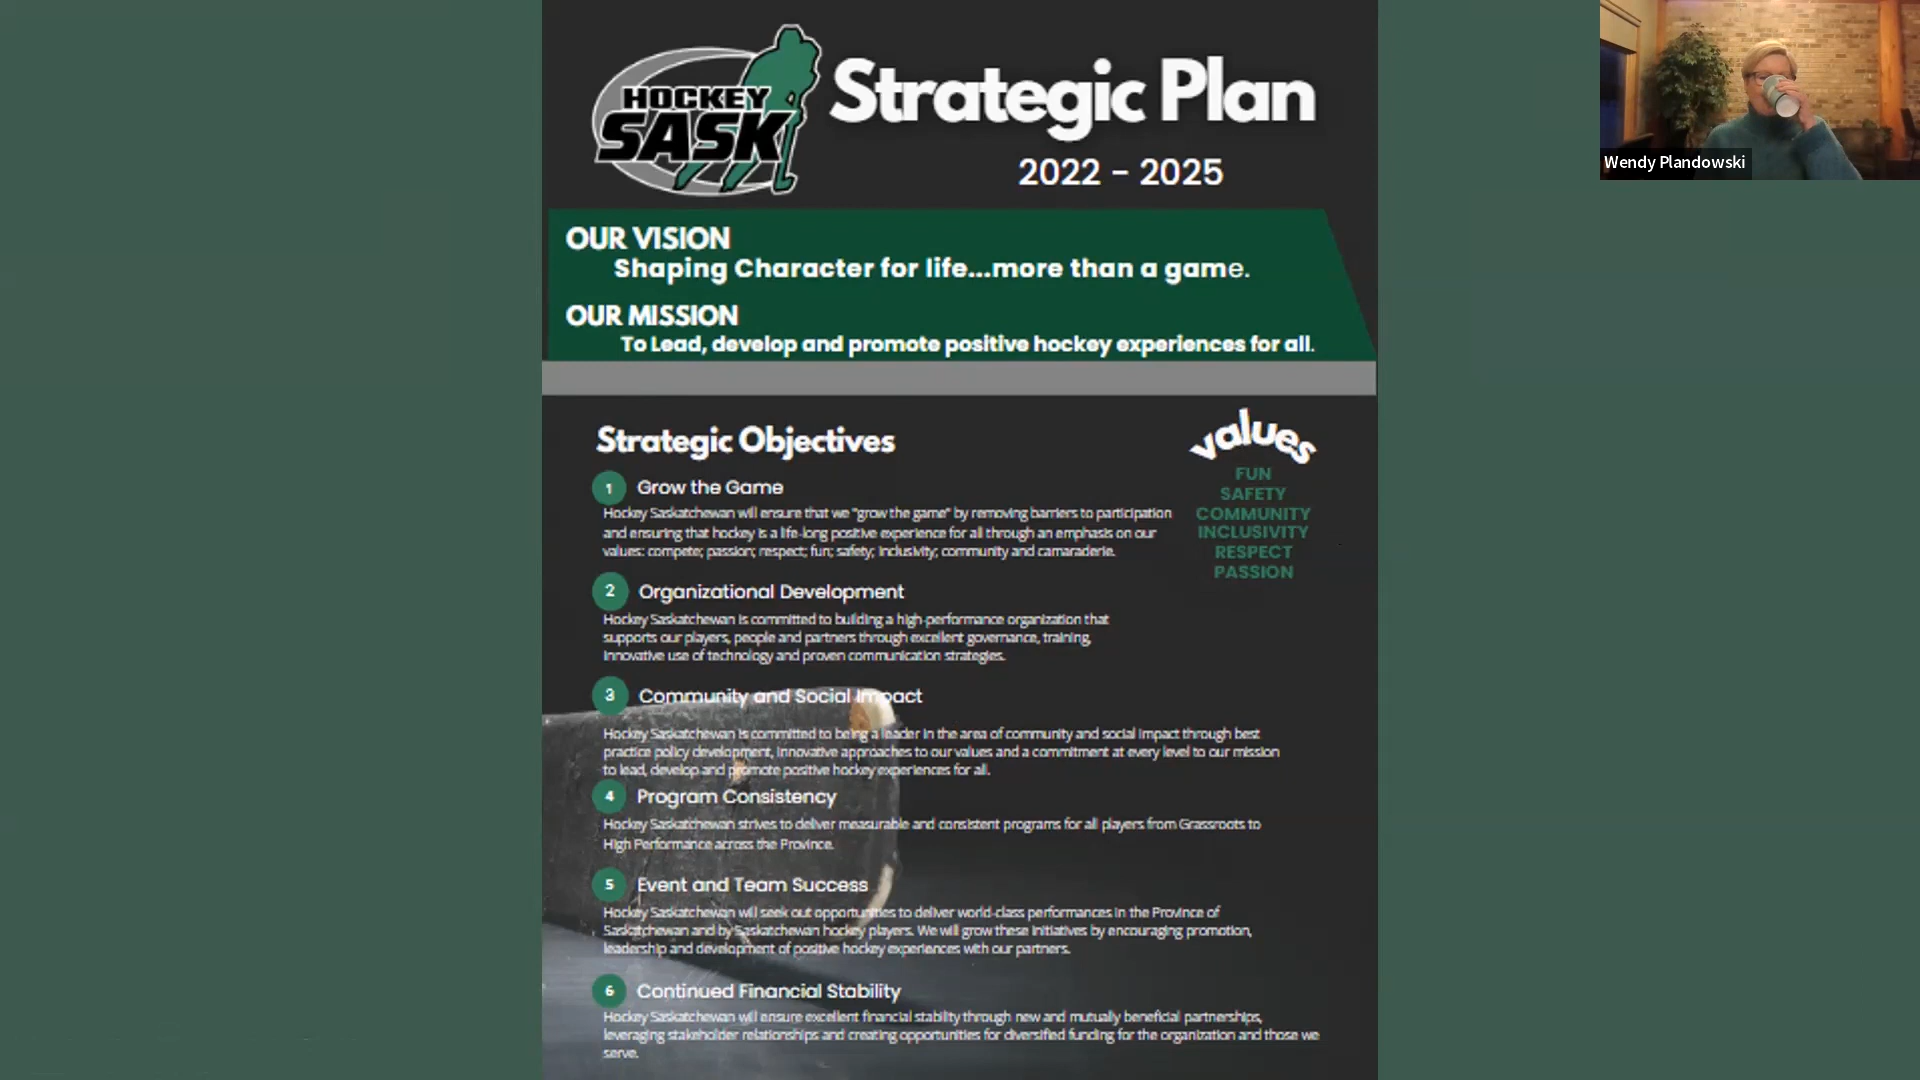 HOCKEY
SASK
Strategic Plan
2022 - 2025
Wendy Plandowski
OUR VISION
Shaping Character for life...more than a game.
OUR MISSION
To Lead, develop and promote positive hockey experiences for all.
Strategic Objectives
values
FUN
SAFETY
COMMUNITY
INCLUSIVITY
RESPECT
PASSION
1 Grow the Game
Hockey Saskatchewan will ensure that we "grow the game" by removing barriers to participation
and ensuring that hockey is a life-long positive experience for all through an emphasis on our
values: compete; passion; respect; fun; safety; inclusivity; community and camaraderie.
2 Organizational Development
Hockey Saskatchewan is committed to building a high-performance organization that
supports our players, people and partners through excellent governance, training,
innovative use of technology and proven communication strategies.
3 Community and Social Impact
Hockey Saskatchewan is committed to being a leader in the area of community and social impact through best
practice policy development, innovative approaches to our values and a commitment at every level to our mission
to lead, develop and promote positive hockey experiences for all.
4 Program Consistency
Hockey Saskatchewan strives to deliver measurable and consistent programs for all players from Grassroots to
High Performance across the Province.
5 Event and Team Success
Hockey Saskatchewan will seek out opportunities to deliver world-class performances in the Province of
Saskatchewan and by Saskatchewan hockey players. We will grow these initiatives by encouraging promotion,
leadership and development of positive hockey experiences with our partners.
6 Continued Financial Stability
Hockey Saskatchewan will ensure excellent financial stability through new and mutually beneficial partnerships,
leveraging stakeholder relationships and creating opportunities for diversified funding for the organization and those we
serve.